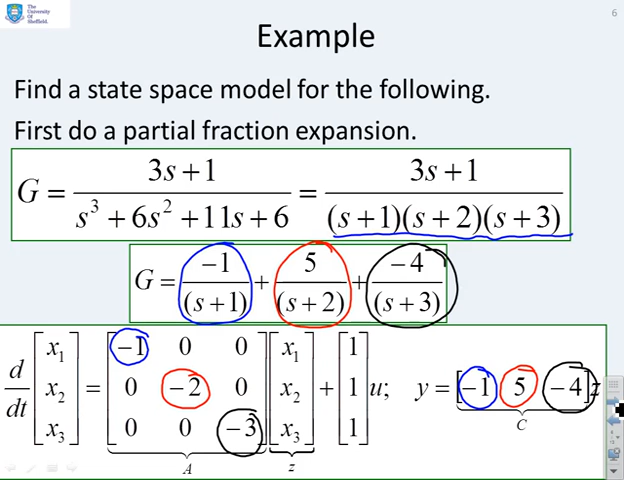 The
University
Of
Sheffield.
6
Example
Find a state space model for the following.
First do a partial fraction expansion.
G = (3s + 1)/(s³ + 6s² + 11s + 6) = (3s + 1)/((s + 1)(s + 2)(s + 3))
G = −1/(s + 1) + 5/(s + 2) + −4/(s + 3)
d/dt [x₁; x₂; x₃] = [−1 0 0; 0 −2 0; 0 0 −3] [x₁; x₂; x₃] + [1; 1; 1] u; y = [−1 5 −4] z
A z C